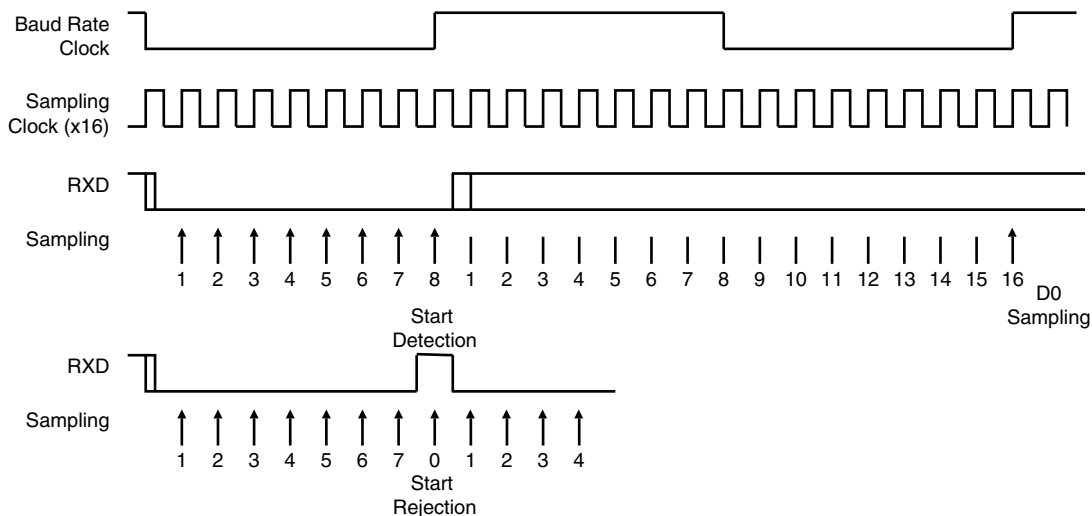 Baud Rate
Clock
Sampling
Clock (x16)
RXD
Sampling
1 2 3 4 5 6 7 8 1 2 3 4 5 6 7 8 9 10 11 12 13 14 15 16
D0
Sampling
Start
Detection
RXD
Sampling
1 2 3 4 5 6 7 0 1 2 3 4
Start
Rejection